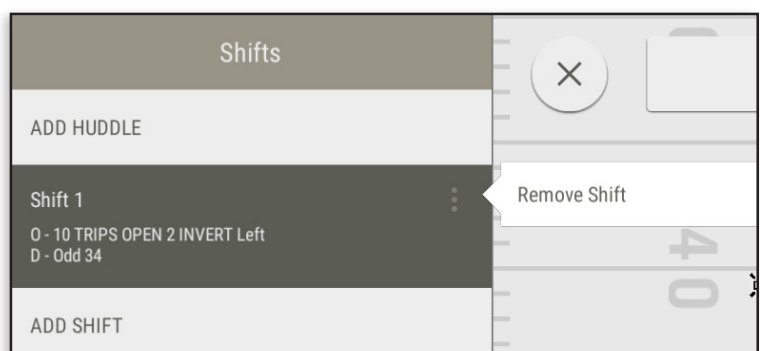 Shifts
ADD HUDDLE
Shift 1
O - 10 TRIPS OPEN 2 INVERT Left
D - Odd 34
ADD SHIFT
Remove Shift
40